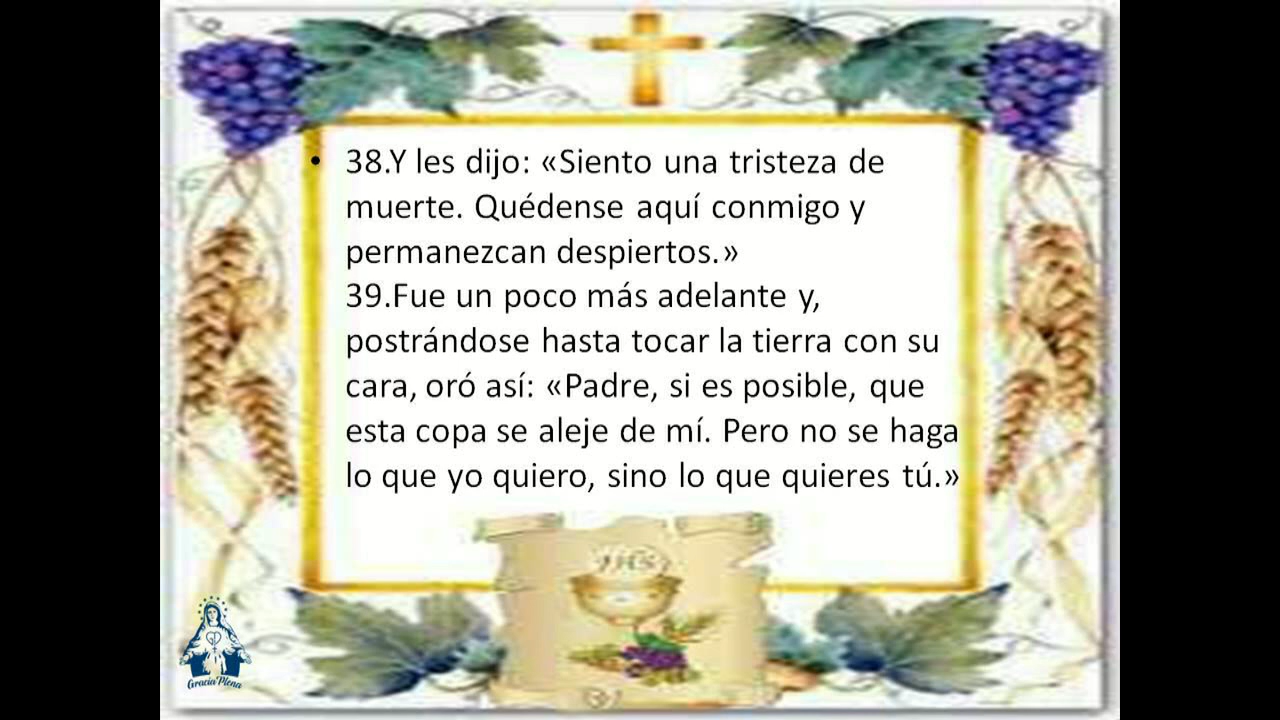 • 38.Y les dijo: «Siento una tristeza de
muerte. Quédense aquí conmigo y
permanezcan despiertos.»
39.Fue un poco más adelante y,
postrándose hasta tocar la tierra con su
cara, oró así: «Padre, si es posible, que
esta copa se aleje de mí. Pero no se haga
lo que yo quiero, sino lo que quieres tú.»
JHS
Gracia Plena